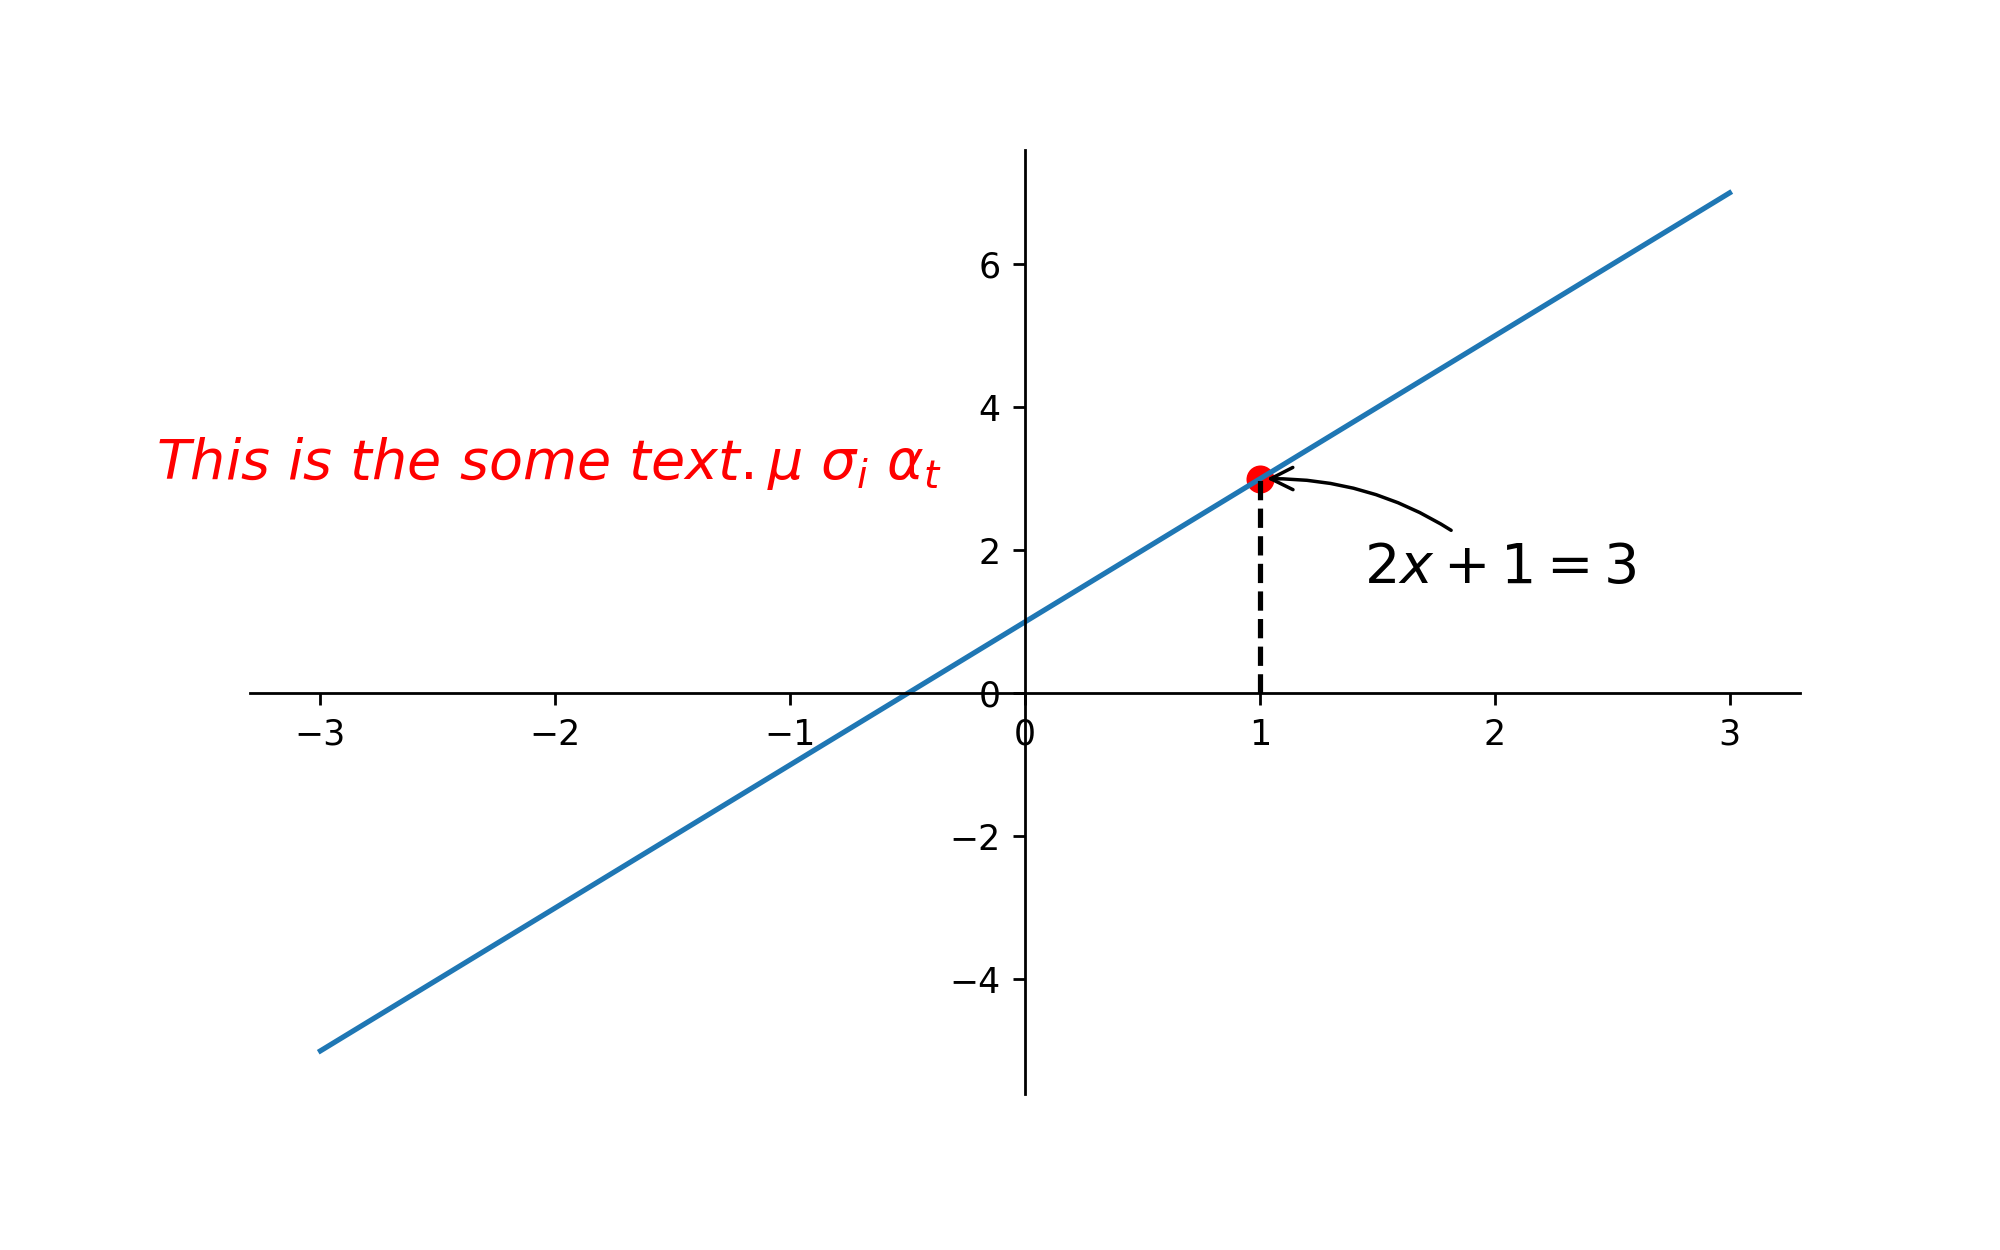 6
4
This is the some text. μ σᵢ αₜ
2
2x + 1 = 3
0
−3 −2 −1 0 1 2 3
−2
−4